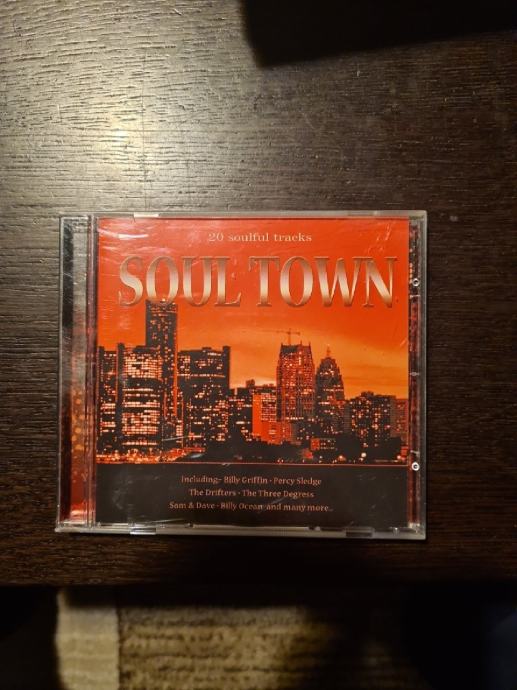 20 soulful tracks
SOUL TOWN
Including- Billy Griffin · Percy Sledge
The Drifters · The Three Degress
Sam & Dave · Billy Ocean and many more..